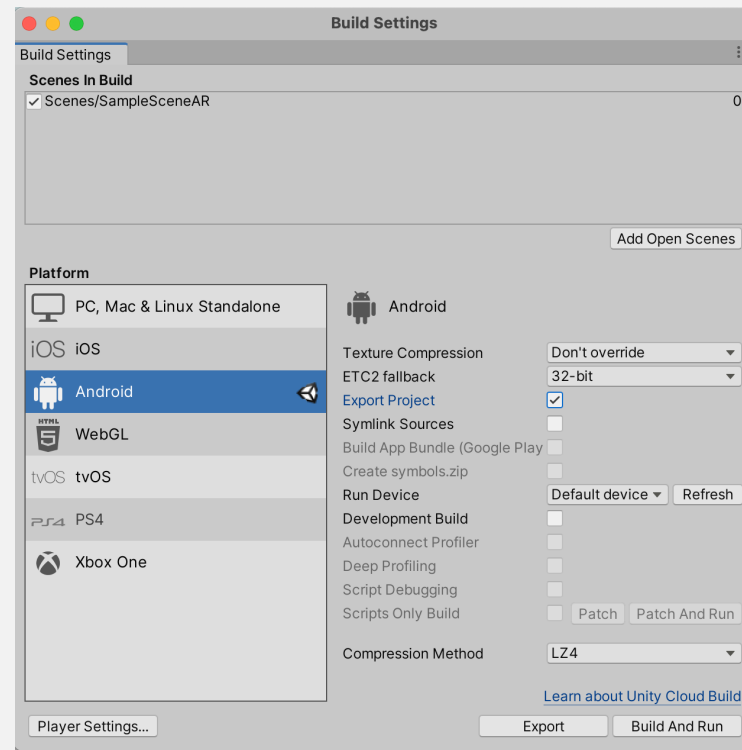 Build Settings
Build Settings
Scenes In Build
Scenes/SampleSceneAR 0
Add Open Scenes
Platform
PC, Mac & Linux Standalone
iOS iOS
Android
HTML 5 WebGL
tvOS tvOS
PS4 PS4
Xbox One
Android
Texture Compression Don't override
ETC2 fallback 32-bit
Export Project
Symlink Sources
Build App Bundle (Google Play
Create symbols.zip
Run Device Default device Refresh
Development Build
Autoconnect Profiler
Deep Profiling
Script Debugging
Scripts Only Build Patch Patch And Run
Compression Method LZ4
Learn about Unity Cloud Build
Player Settings... Export Build And Run